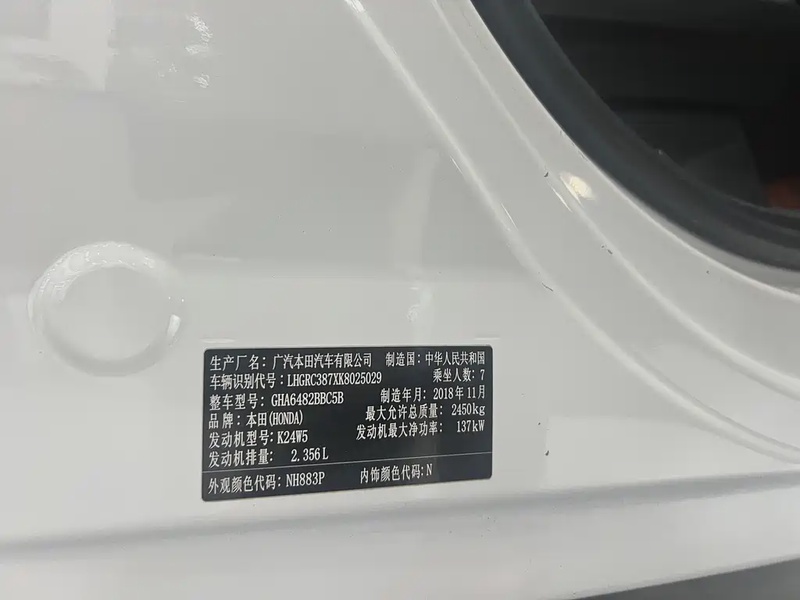 生产厂名：广汽本田汽车有限公司 制造国：中华人民共和国
车辆识别代号：LHGRC387XK8025029 乘坐人数：7
整车型号：GHA6482BBC5B 制造年月：2018年11月
品牌：本田(HONDA) 最大允许总质量：2450kg
发动机型号：K24W5 发动机最大净功率：137kW
发动机排量：2.356L
外观颜色代码：NH883P 内饰颜色代码：N